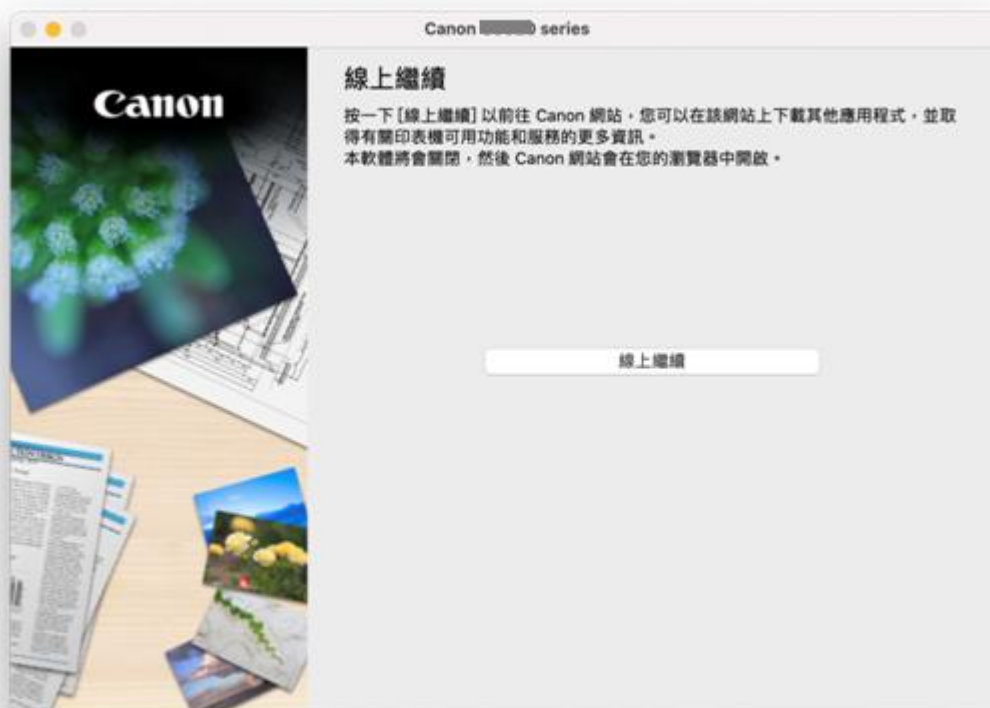 Canon series
Canon
線上繼續
按一下[線上繼續]以前往 Canon 網站，您可以在該網站上下載其他應用程式，並取
得有關印表機可用功能和服務的更多資訊。
本軟體將會關閉，然後 Canon 網站會在您的瀏覽器中開啟。
線上繼續